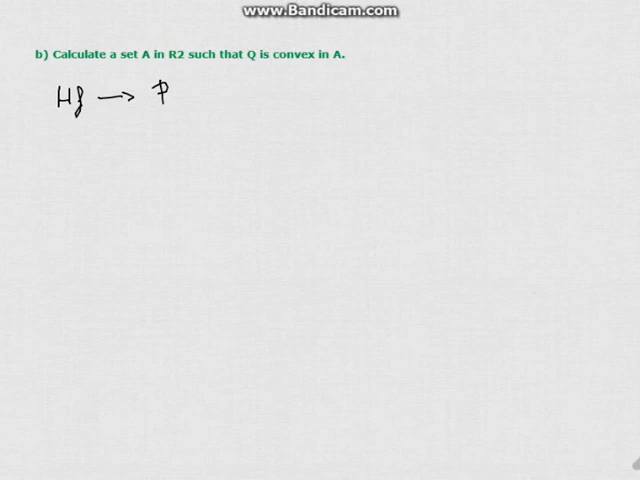 www.Bandicam.com
b) Calculate a set A in R2 such that Q is convex in A.
Hf → P